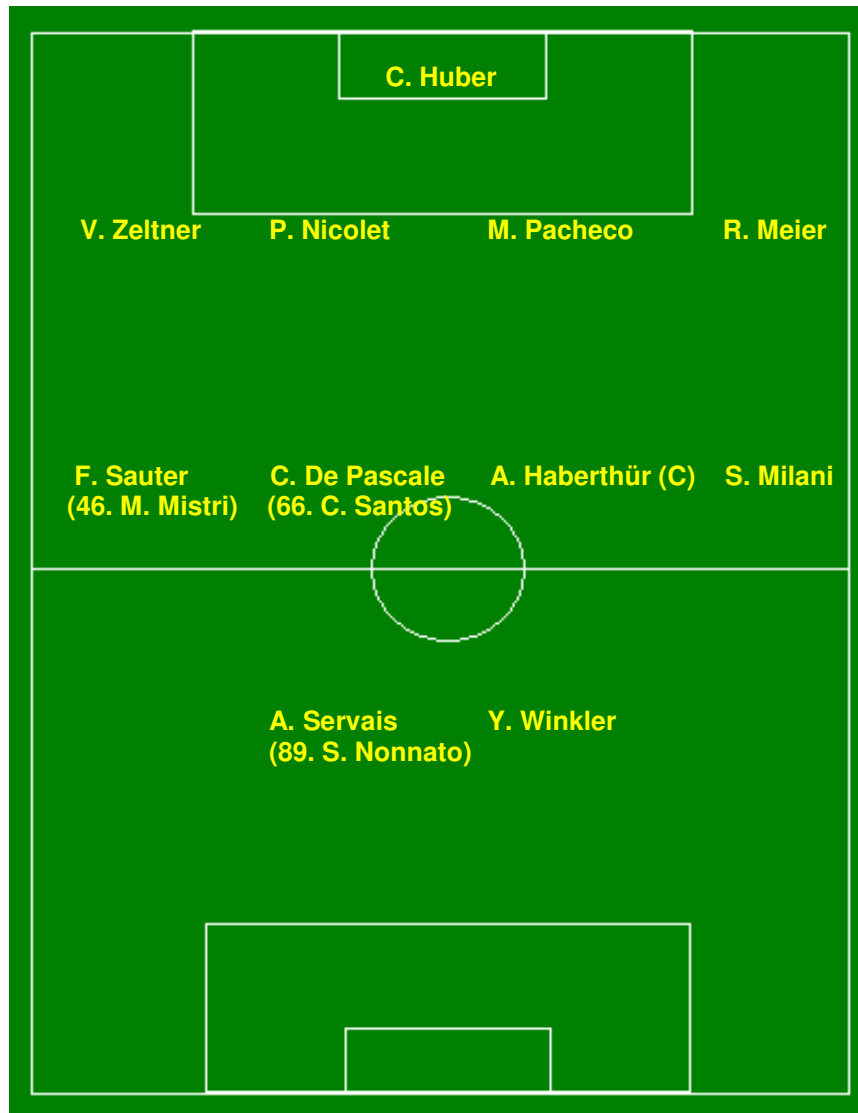 C. Huber
V. Zeltner P. Nicolet M. Pacheco R. Meier
F. Sauter C. De Pascale A. Haberthür (C) S. Milani
(46. M. Mistri) (66. C. Santos)
A. Servais Y. Winkler
(89. S. Nonnato)